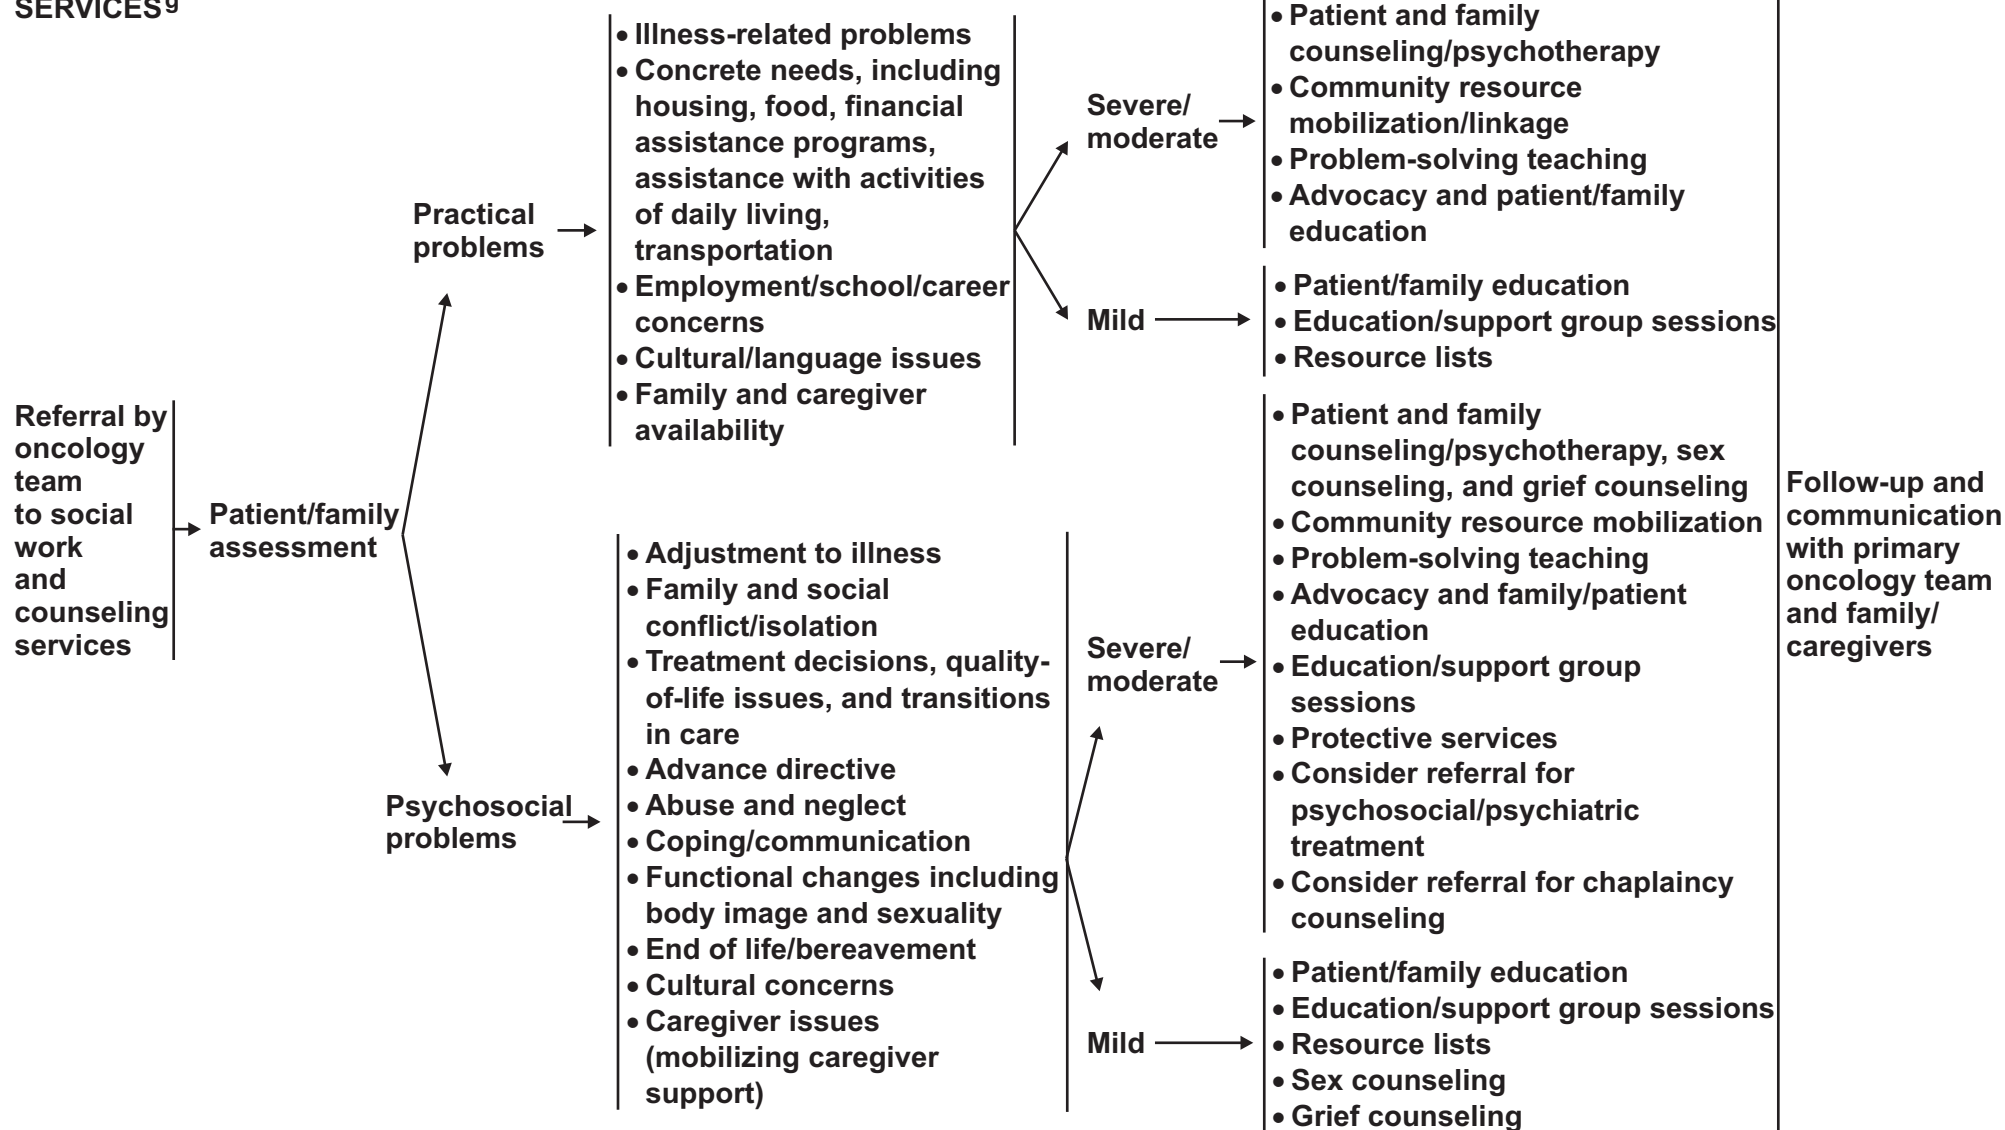 SERVICESg
Referral by
oncology
team
to social
work
and
counseling
services
Patient/family
assessment
Practical
problems
• Illness-related problems
• Concrete needs, including
housing, food, financial
assistance programs,
assistance with activities
of daily living,
transportation
• Employment/school/career
concerns
• Cultural/language issues
• Family and caregiver
availability
Severe/
moderate
• Patient and family
counseling/psychotherapy
• Community resource
mobilization/linkage
• Problem-solving teaching
• Advocacy and patient/family
education
Mild
• Patient/family education
• Education/support group sessions
• Resource lists
Psychosocial
problems
• Adjustment to illness
• Family and social
conflict/isolation
• Treatment decisions, quality-
of-life issues, and transitions
in care
• Advance directive
• Abuse and neglect
• Coping/communication
• Functional changes including
body image and sexuality
• End of life/bereavement
• Cultural concerns
• Caregiver issues
(mobilizing caregiver
support)
Severe/
moderate
• Patient and family
counseling/psychotherapy, sex
counseling, and grief counseling
• Community resource mobilization
• Problem-solving teaching
• Advocacy and family/patient
education
• Education/support group
sessions
• Protective services
• Consider referral for
psychosocial/psychiatric
treatment
• Consider referral for chaplaincy
counseling
Mild
• Patient/family education
• Education/support group sessions
• Resource lists
• Sex counseling
• Grief counseling
Follow-up and
communication
with primary
oncology team
and family/
caregivers